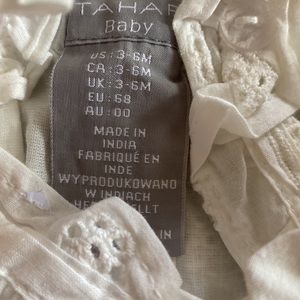 TAHAR
Baby
US : 3-6M
CA : 3-6M
UK : 3-6M
EU : 68
AU : 00
MADE IN
INDIA
FABRIQUÉ EN
INDE
WYPRODUKOWANO
W INDIACH
IN